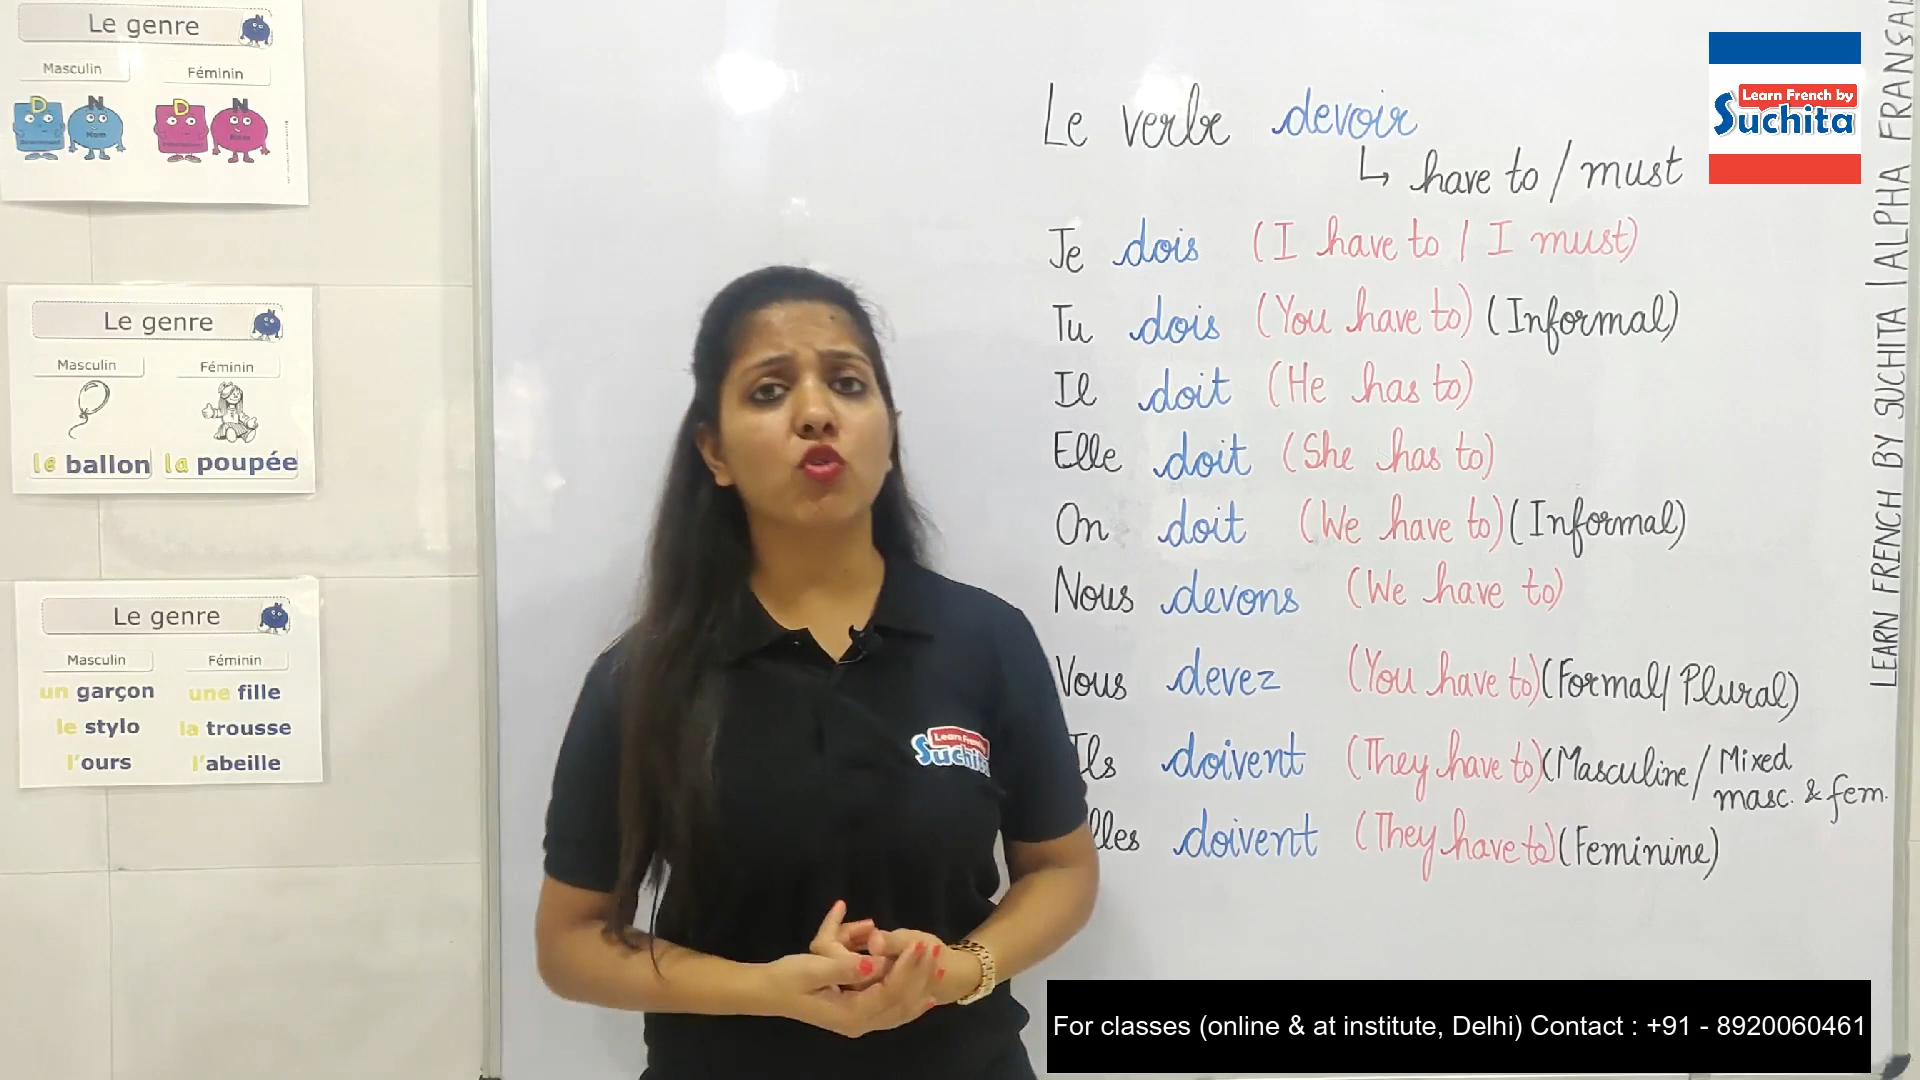 Le genre
Masculin Féminin
D N D N
Nom
Le genre
Masculin Féminin
le ballon la poupée
Le genre
Masculin Féminin
un garçon une fille
le stylo la trousse
l'ours l'abeille
Le verbe devoir
↳ have to / must
Je dois (I have to / I must)
Tu dois (You have to) (Informal)
Il doit (He has to)
Elle doit (She has to)
On doit (We have to) (Informal)
Nous devons (We have to)
Vous devez (You have to) (Formal/Plural)
Ils doivent (They have to) (Masculine/Mixed
masc. & fem.
lles doivent (They have to) (Feminine)
Learn French by
Suchita
LEARN FRENCH BY SUCHITA | ALPHA FRANÇAI
Suchita
For classes (online & at institute, Delhi) Contact : +91 - 8920060461